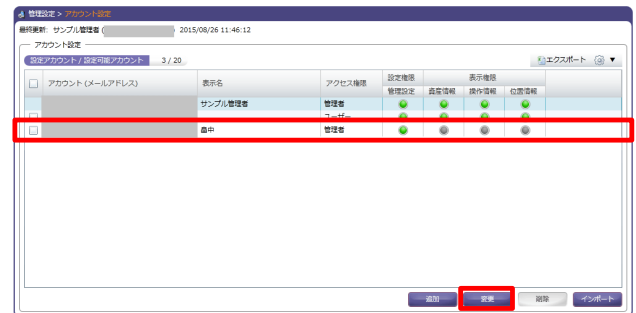 管理設定 > アカウント設定
最終更新: サンプル管理者 ( ) 2015/08/26 11:46:12
アカウント設定
設定アカウント / 設定可能アカウント 3 / 20
エクスポート ▼
アカウント (メールアドレス) 表示名 アクセス権限 設定権限 表示権限
管理設定 資産情報 操作情報 位置情報
サンプル管理者 管理者
ユーザー
畠中 管理者
追加 変更 削除 インポート